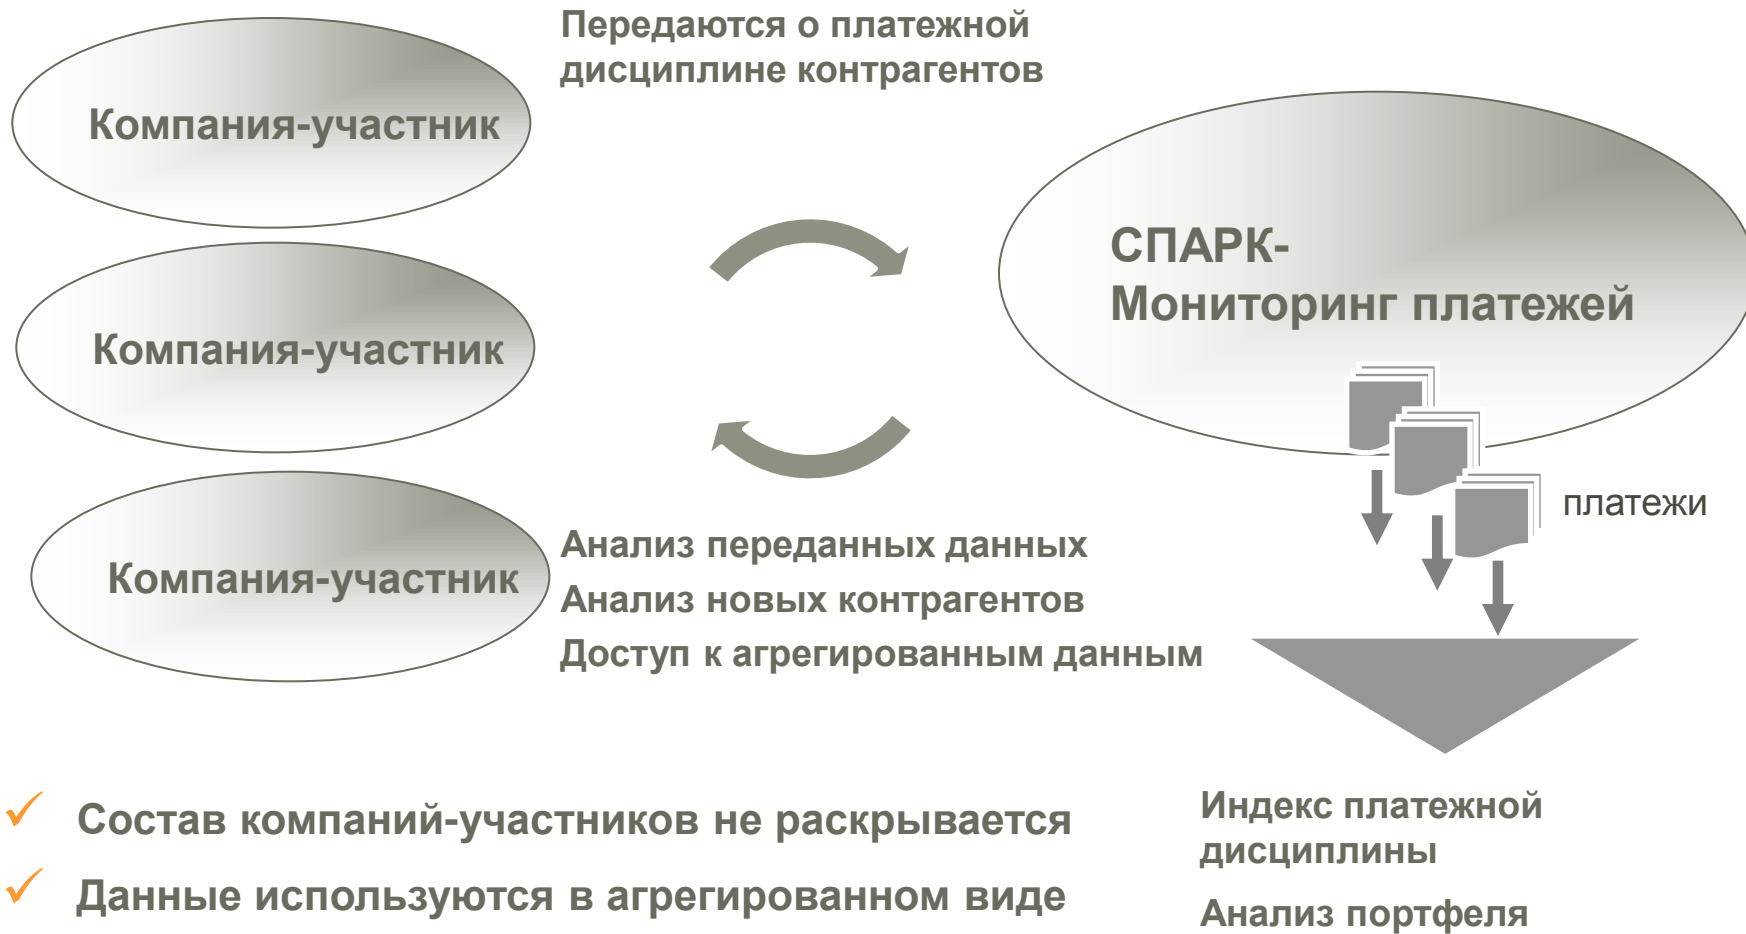 Передаются о платежной
дисциплине контрагентов
Компания-участник
Компания-участник
Компания-участник
СПАРК-
Мониторинг платежей
платежи
Анализ переданных данных
Анализ новых контрагентов
Доступ к агрегированным данным
Состав компаний-участников не раскрывается
Данные используются в агрегированном виде
Индекс платежной
дисциплины
Анализ портфеля